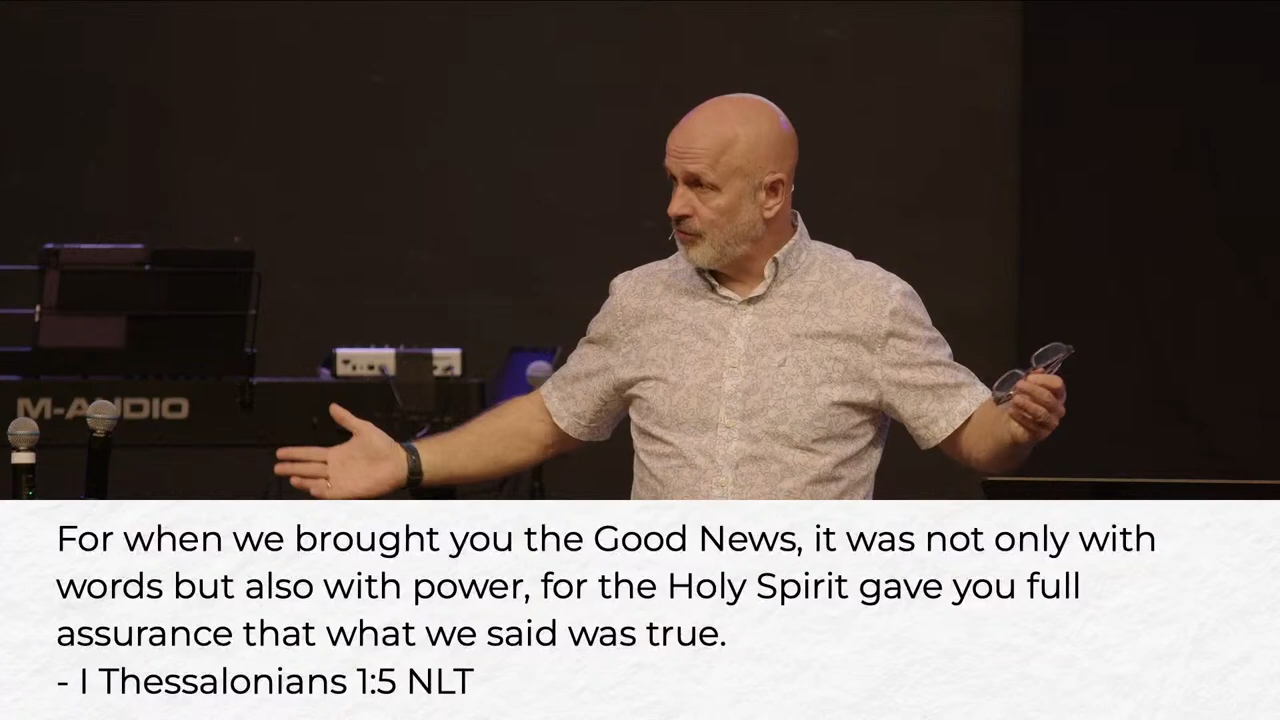 M-AUDIO
For when we brought you the Good News, it was not only with
words but also with power, for the Holy Spirit gave you full
assurance that what we said was true.
- I Thessalonians 1:5 NLT